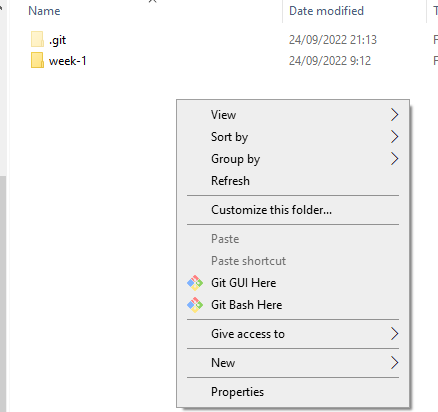 Name Date modified T
.git 24/09/2022 21:13 F
week-1 24/09/2022 9:12 F
View
Sort by
Group by
Refresh
Customize this folder...
Paste
Paste shortcut
Git GUI Here
Git Bash Here
Give access to
New
Properties